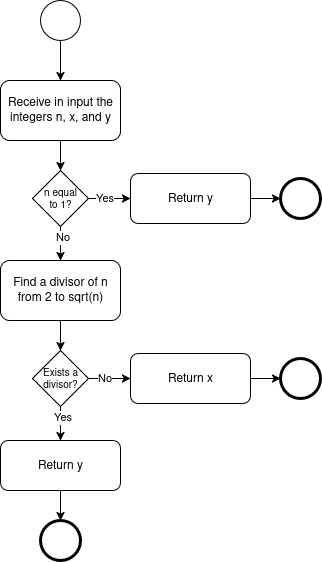 Receive in input the
integers n, x, and y
n equal
to 1?
Yes
Return y
No
Find a divisor of n
from 2 to sqrt(n)
Exists a
divisor?
No
Return x
Yes
Return y